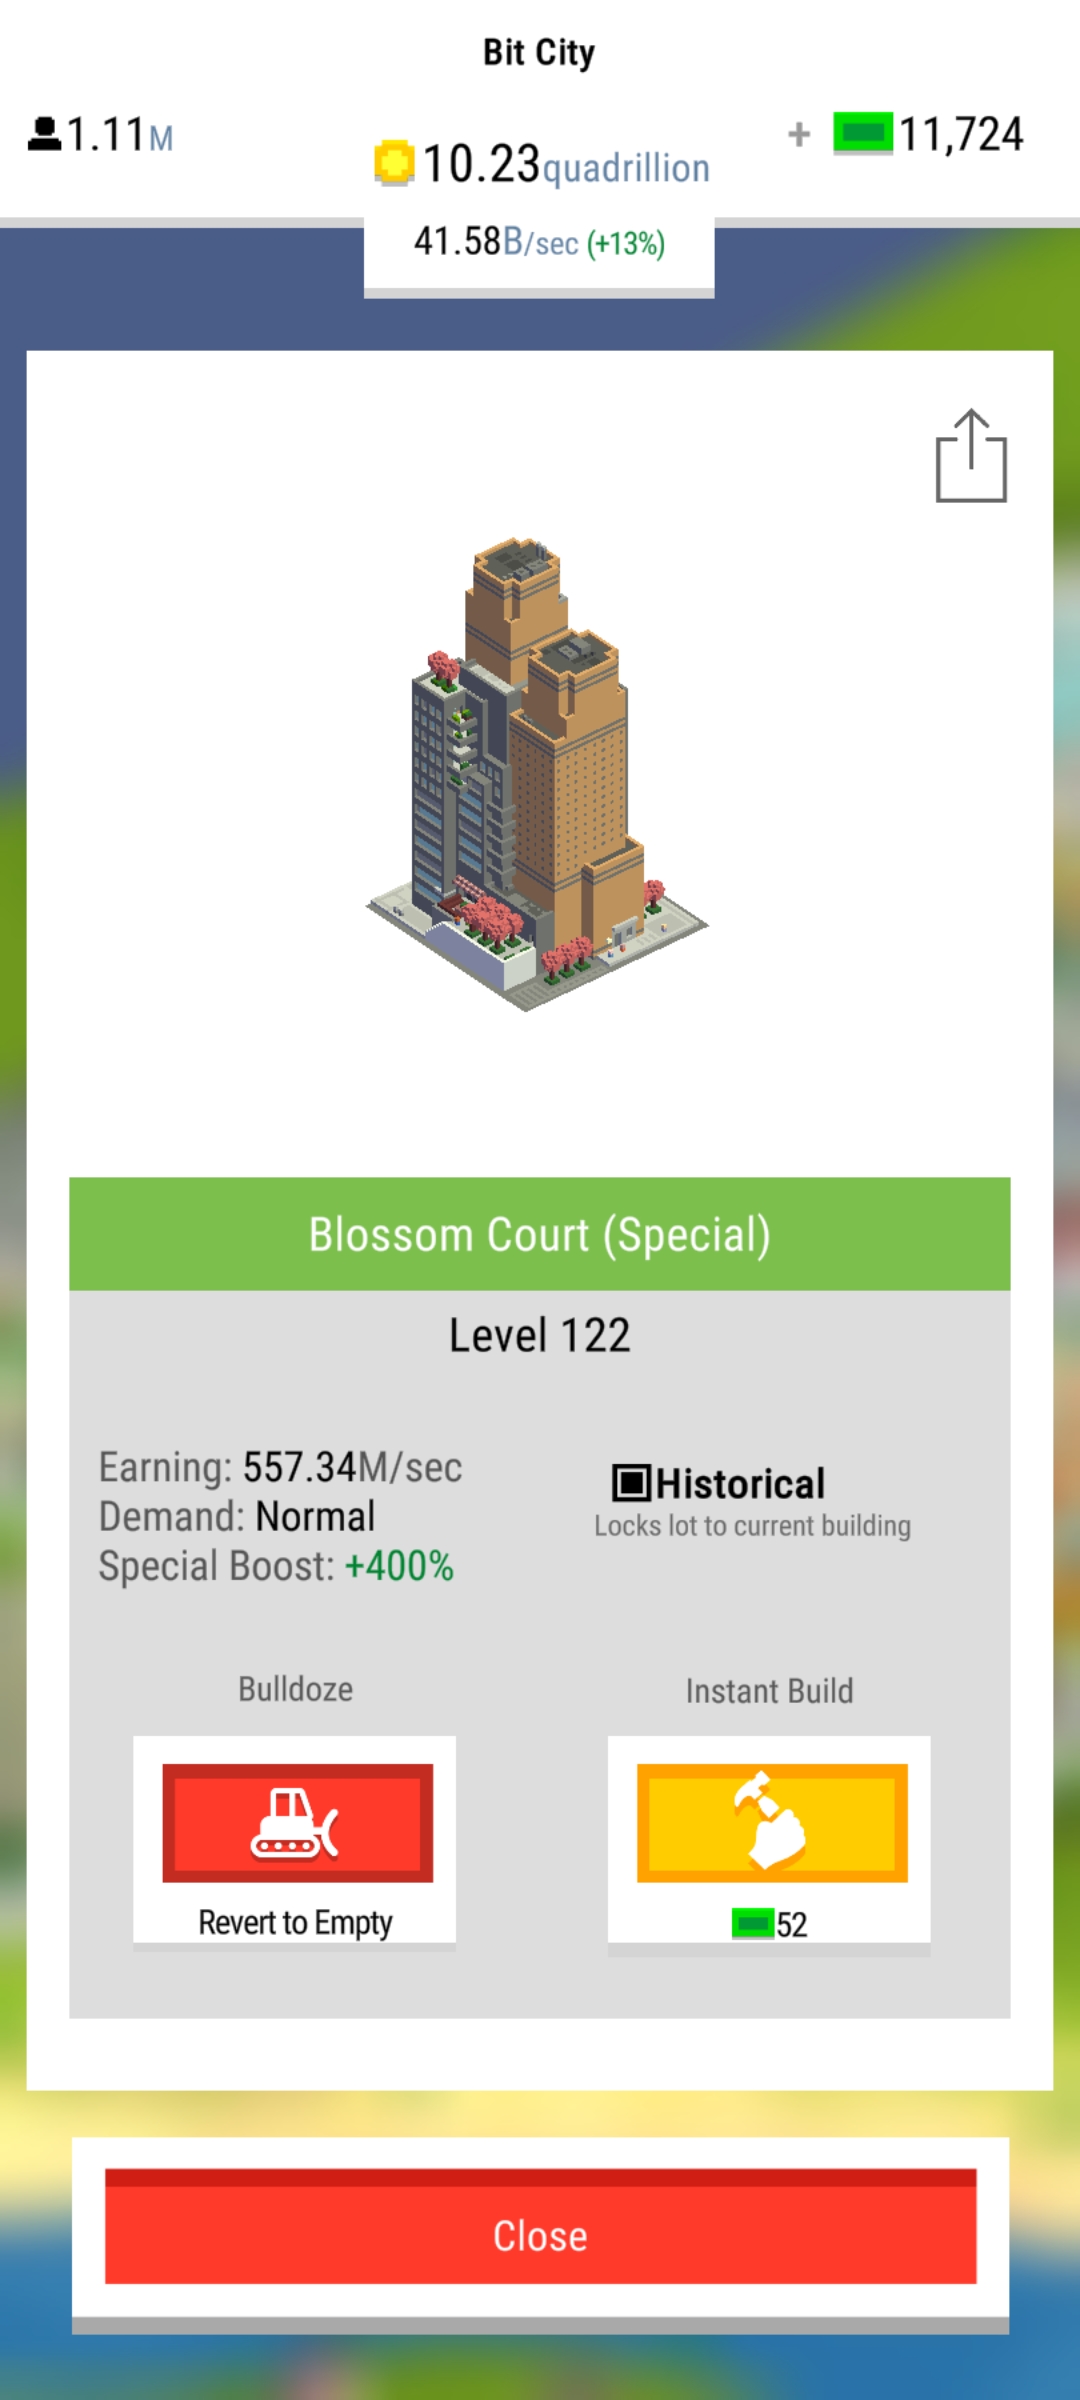 Bit City
1.11M
10.23quadrillion
+ 11,724
41.58B/sec (+13%)
Blossom Court (Special)
Level 122
Earning: 557.34M/sec
Demand: Normal
Special Boost: +400%
Historical
Locks lot to current building
Bulldoze
Instant Build
Revert to Empty
52
Close